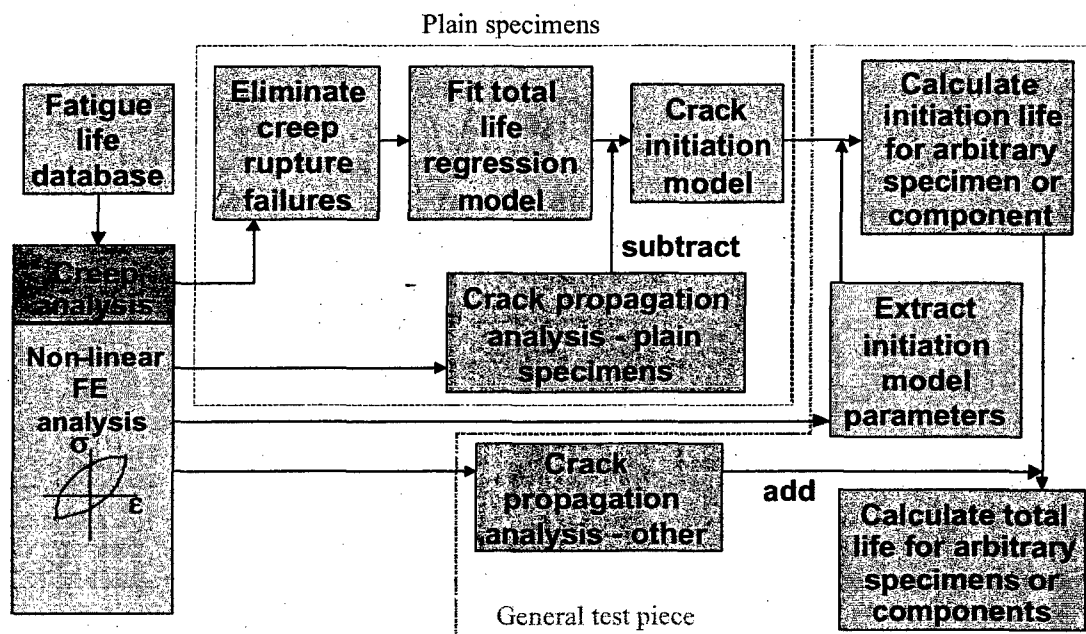 Plain specimens
Fatigue
life
database
Eliminate
creep
rupture
failures
Fit total
life
regression
model
Crack
initiation
model
Calculate
initiation life
for arbitrary
specimen or
component
subtract
Creep
analysis
Non-linear
FE
analysis
σ
ε
Crack propagation
analysis - plain
specimens
Extract
initiation
model
parameters
Crack
propagation
analysis - other
add
Calculate total
life for arbitrary
specimens or
components
General test piece